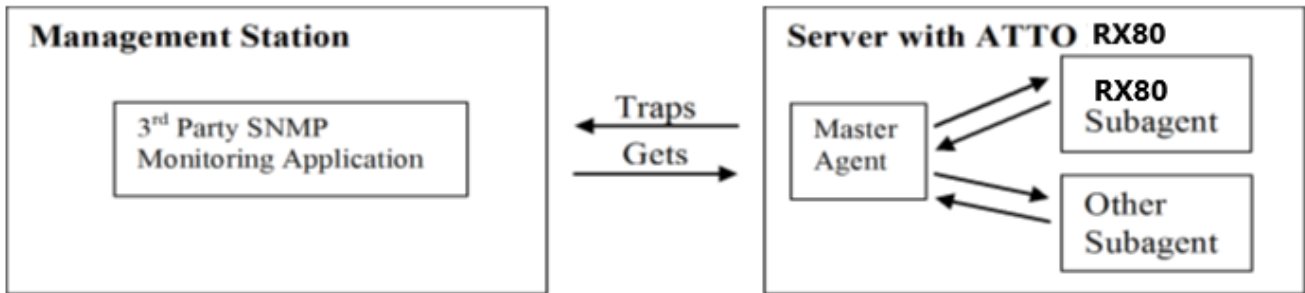 Management Station
3rd Party SNMP
Monitoring Application
Traps
Gets
Server with ATTO RX80
Master
Agent
RX80
Subagent
Other
Subagent